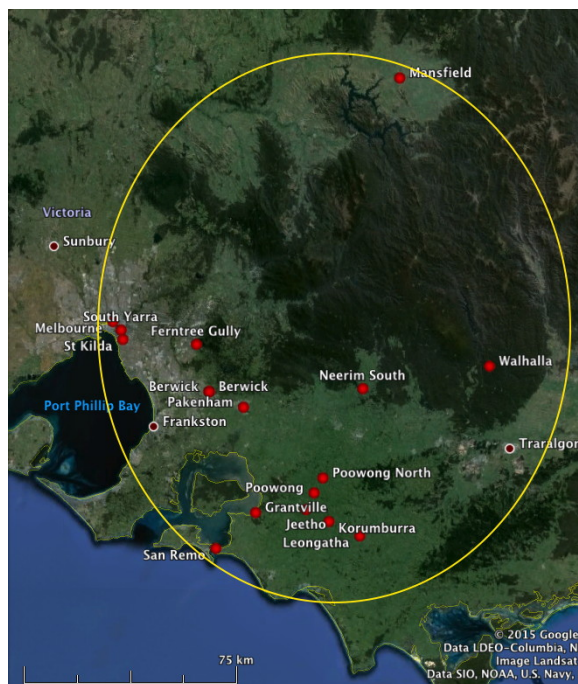 Mansfield
Victoria
Sunbury
South Yarra
Melbourne
Ferntree Gully
St Kilda
Walhalla
Neerim South
Berwick Berwick
Pakenham
Port Phillip Bay
Frankston
Traralgon
Poowong North
Poowong
Grantville
Jeetho Korumburra
Leongatha
San Remo
© 2015 Google
Data LDEO-Columbia, N
Image Landsat
75 km
Data SIO, NOAA, U.S. Navy,